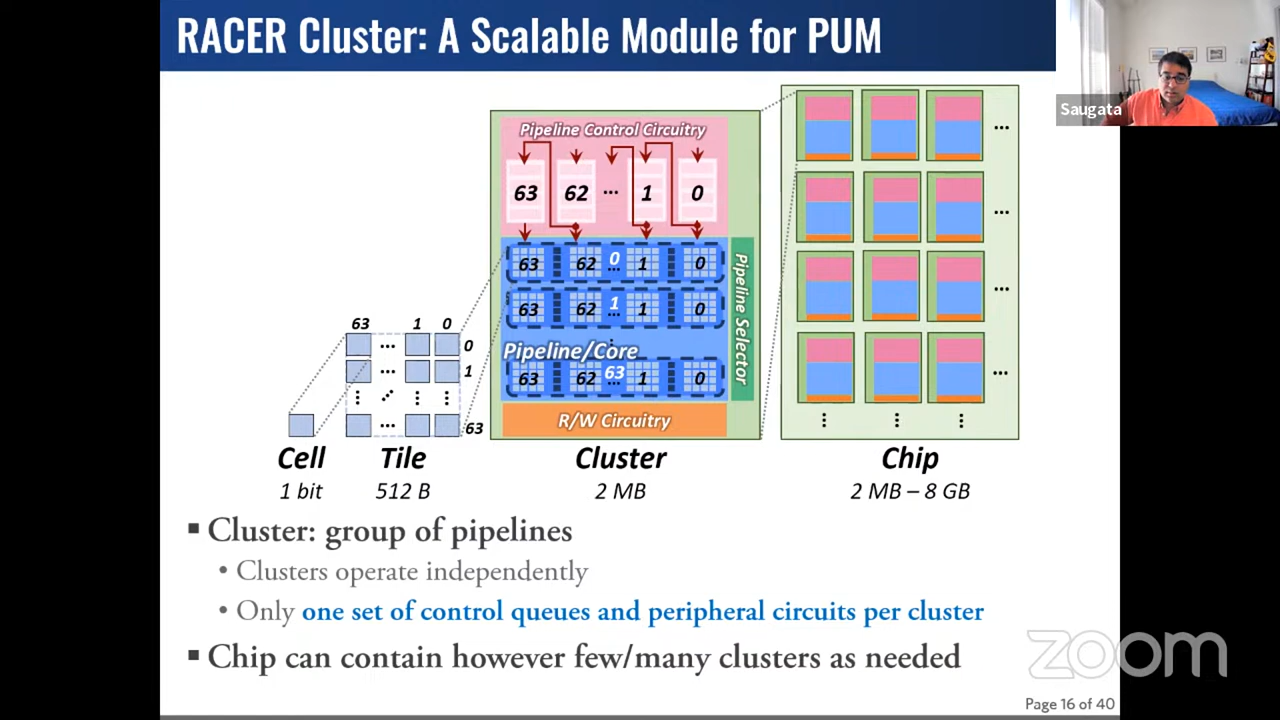 RACER Cluster: A Scalable Module for PUM
Saugata
Pipeline Control Circuitry
63 62 ... 1 0
63 62 ... 1 0
0
63 62 ... 1 0
1
Pipeline/Core
63 62 ... 1 0
63
Pipeline Selector
R/W Circuitry
63 ... 1 0
0
1
63
...
...
...
...
Cell
1 bit
Tile
512 B
Cluster
2 MB
Chip
2 MB – 8 GB
▪ Cluster: group of pipelines
• Clusters operate independently
• Only one set of control queues and peripheral circuits per cluster
▪ Chip can contain however few/many clusters as needed
zoom
Page 16 of 40